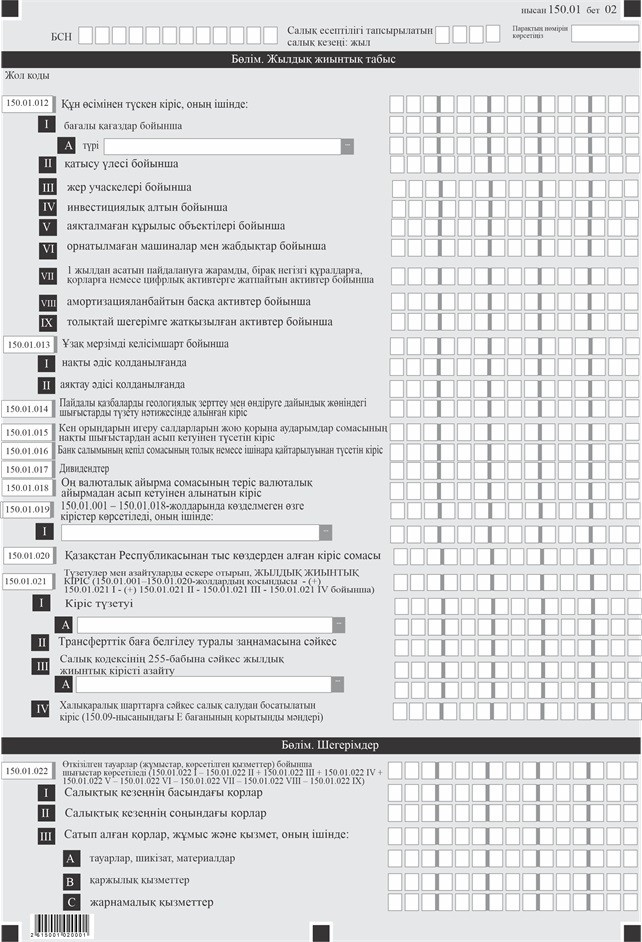 нысан 150.01 бет 02
БСН
Салық есептілігі тапсырылатын
салық кезеңі: жыл
Парақтың нөмірін
көрсетіңіз
Бөлім. Жылдық жиынтық табыс
Жол коды
150.01.012 Құн өсімінен түскен кіріс, оның ішінде:
I бағалы қағаздар бойынша
A түрі
II қатысу үлесі бойынша
III жер учаскелері бойынша
IV инвестициялық алтын бойынша
V аяқталмаған құрылыс объектілері бойынша
VI орнатылмаған машиналар мен жабдықтар бойынша
VII 1 жылдан асатын пайдалануға жарамды, бірақ негізгі құралдарға,
қорларға немесе цифрлық активтерге жатпайтын активтер бойынша
VIII амортизацияланбайтын басқа активтер бойынша
IX толықтай шегерімге жатқызылған активтер бойынша
150.01.013 Ұзақ мерзімді келісімшарт бойынша
I нақты әдіс қолданылғанда
II аяқтау әдісі қолданылғанда
150.01.014 Пайдалы қазбаларды геологиялық зерттеу мен өндіруге дайындық жөніндегі
шығыстарды түзету нәтижесінде алынған кіріс
150.01.015 Кен орындарын игеру салдарларын жою қорына аударымдар сомасының
нақты шығыстардан асып кетуінен түсетін кіріс
150.01.016 Банк салымының кепіл сомасының толық немесе ішінара қайтарылуынан түсетін кіріс
150.01.017 Дивидендтер
150.01.018 Оң валюталық айырма сомасының теріс валюталық
айырмадан асып кетуінен алынатын кіріс
150.01.019 150.01.001 – 150.01.018-жолдарында көзделмеген өзге
кірістер көрсетіледі, оның ішінде:
I
150.01.020 Қазақстан Республикасынан тыс көздерден алған кіріс сомасы
150.01.021 Түзетулер мен азайтуларды ескере отырып, ЖЫЛДЫҚ ЖИЫНТЫҚ
КІРІС (150.01.001–150.01.020-жолдардың қосындысы - (+)
150.01.021 I - (+) 150.01.021 II - 150.01.021 III - 150.01.021 IV бойынша)
I Кіріс түзетуі
A
II Трансферттік баға белгілеу туралы заңнамасына сәйкес
III Салық кодексінің 255-бабына сәйкес жылдық
жиынтық кірісті азайту
A
IV Халықаралық шарттарға сәйкес салық салудан босатылатын
кіріс (150.09-нысанындағы Е бағанының қорытынды мәндері)
Бөлім. Шегерімдер
150.01.022 Өткізілген тауарлар (жұмыстар, көрсетілген қызметтер) бойынша
шығыстар көрсетіледі (150.01.022 I – 150.01.022 II + 150.01.022 III + 150.01.022 IV +
150.01.022 V – 150.01.022 VI – 150.01.022 VII – 150.01.022 VIII – 150.01.022 IX)
I Салықтық кезеңнің басындағы қорлар
II Салықтық кезеңнің соңындағы қорлар
III Сатып алған қорлар, жұмыс және қызмет, оның ішінде:
A тауарлар, шикізат, материалдар
B қаржылық қызметтер
C жарнамалық қызметтер
2615001020001